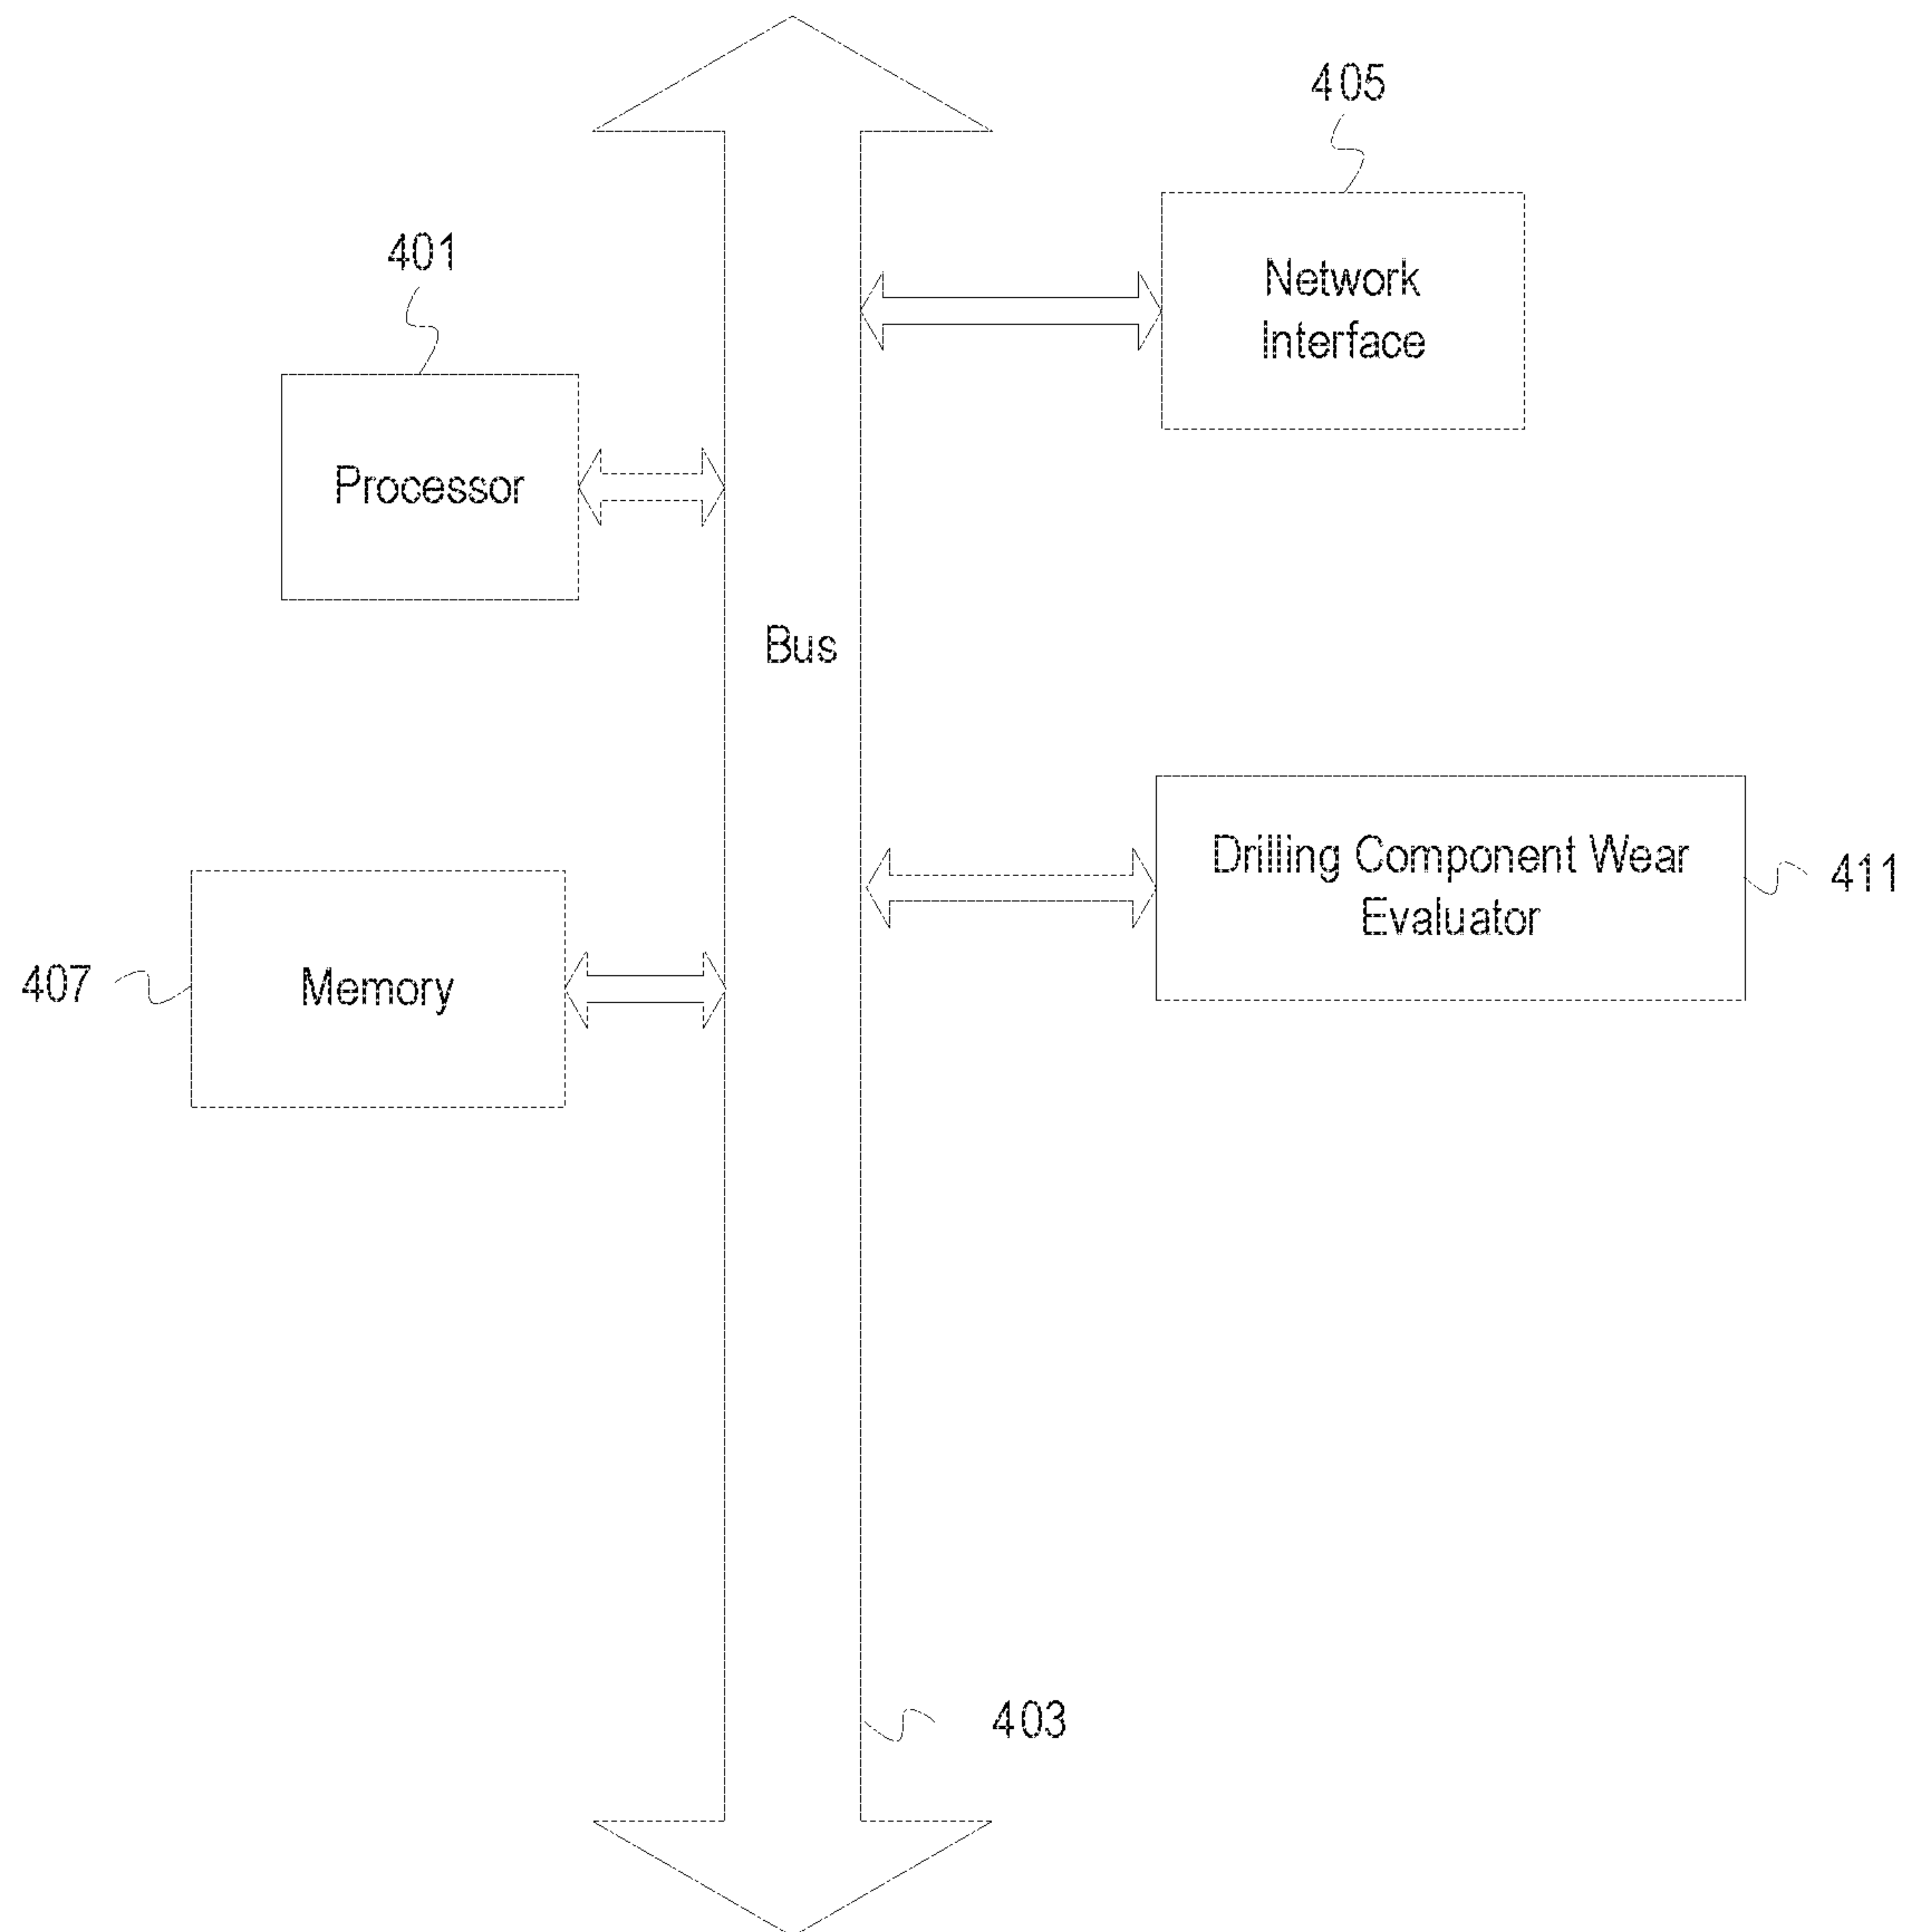 405
Network
Interface
401
Processor
Bus
Drilling Component Wear
Evaluator
411
407
Memory
403